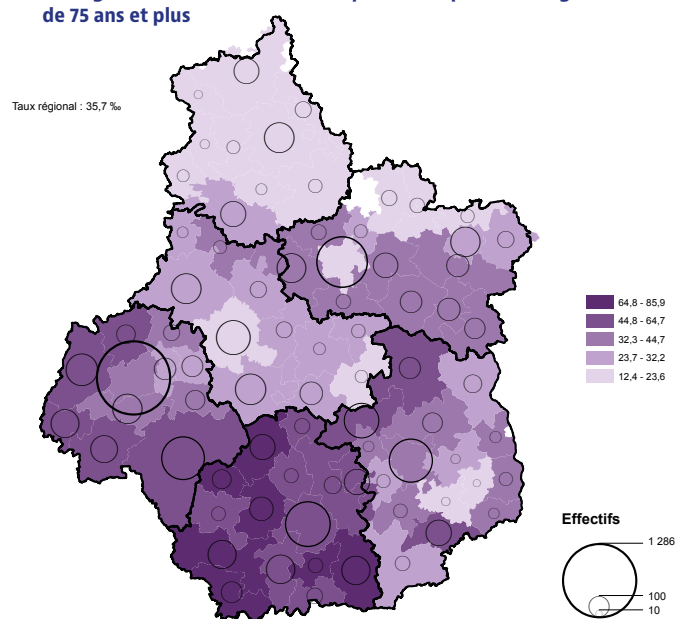 de 75 ans et plus
Taux régional : 35,7 ‰
64,8 - 85,9
44,8 - 64,7
32,3 - 44,7
23,7 - 32,2
12,4 - 23,6
Effectifs
1 286
100
10